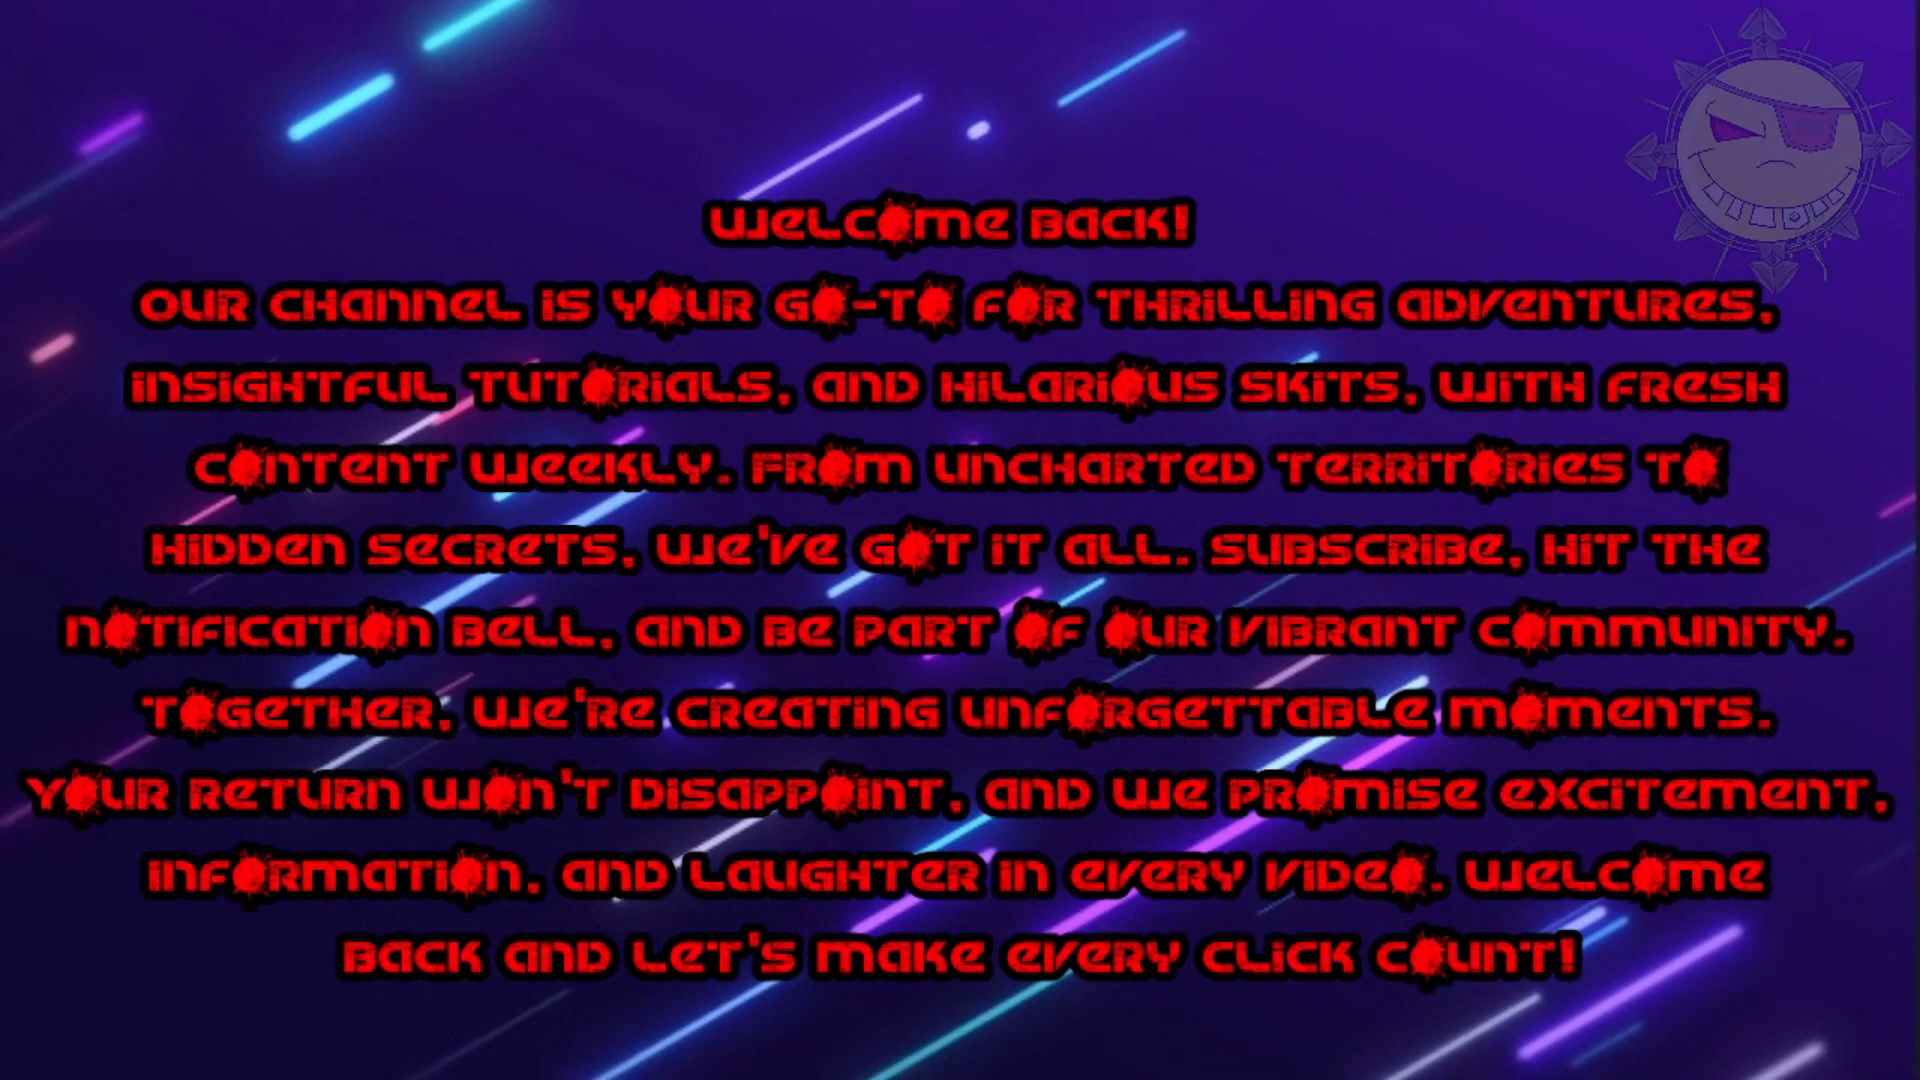 WELCOME BACK!
OUR CHANNEL IS YOUR GO-TO FOR THRILLING ADVENTURES,
INSIGHTFUL TUTORIALS, AND HILARIOUS SKITS, WITH FRESH
CONTENT WEEKLY. FROM UNCHARTED TERRITORIES TO
HIDDEN SECRETS, WE'VE GOT IT ALL. SUBSCRIBE, HIT THE
NOTIFICATION BELL, AND BE PART OF OUR VIBRANT COMMUNITY.
TOGETHER, WE'RE CREATING UNFORGETTABLE MOMENTS.
YOUR RETURN WON'T DISAPPOINT, AND WE PROMISE EXCITEMENT,
INFORMATION, AND LAUGHTER IN EVERY VIDEO. WELCOME
BACK AND LET'S MAKE EVERY CLICK COUNT!